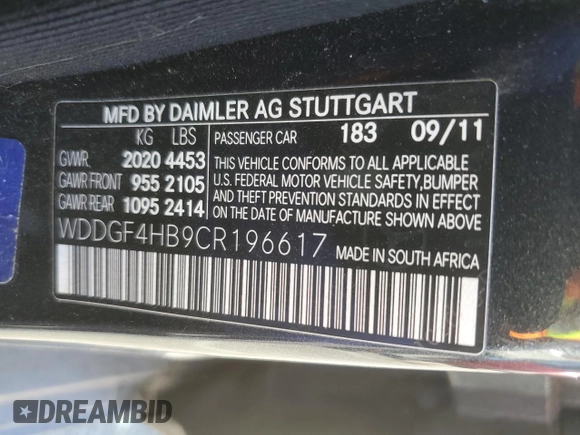 MFD BY DAIMLER AG STUTTGART
KG LBS PASSENGER CAR 183 09/11
GVWR 2020 4453 THIS VEHICLE CONFORMS TO ALL APPLICABLE
GAWR FRONT 955 2105 U.S. FEDERAL MOTOR VEHICLE SAFETY, BUMPER
GAWR REAR 1095 2414 AND THEFT PREVENTION STANDARDS IN EFFECT
ON THE DATE OF MANUFACTURE SHOWN ABOVE.
WDDGF4HB9CR196617 MADE IN SOUTH AFRICA
DREAMBID